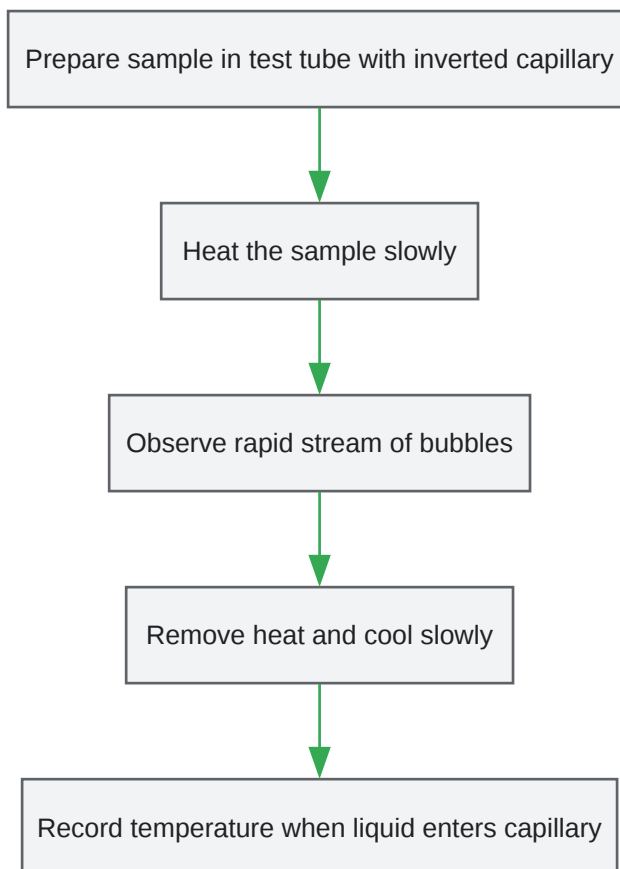 Prepare sample in test tube with inverted capillary
Heat the sample slowly
Observe rapid stream of bubbles
Remove heat and cool slowly
Record temperature when liquid enters capillary